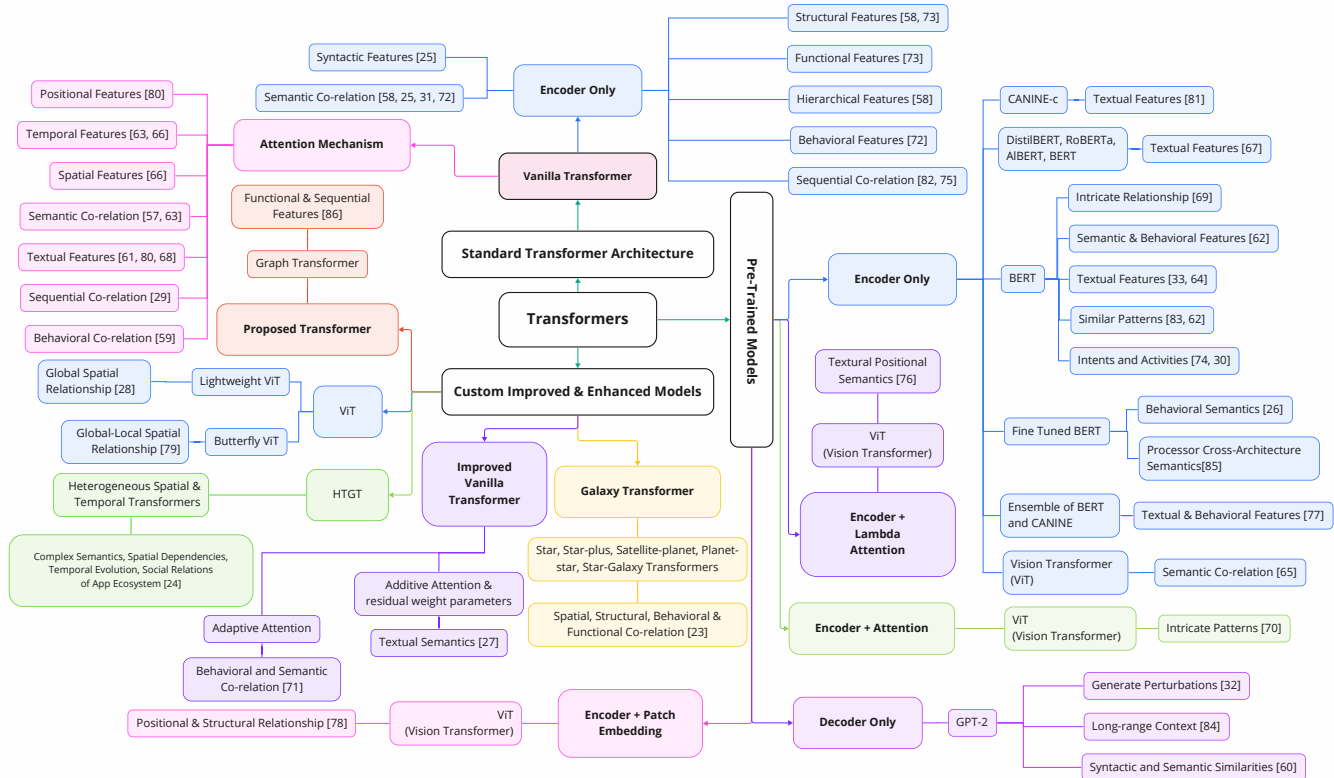 Structural Features [58, 73]
Syntactic Features [25]
Functional Features [73]
Encoder Only
Semantic Co-relation [58, 25, 31, 72]
Hierarchical Features [58]
Behavioral Features [72]
Sequential Co-relation [82, 75]
Positional Features [80]
Temporal Features [63, 66]
Spatial Features [66]
Semantic Co-relation [57, 63]
Textual Features [61, 80, 68]
Sequential Co-relation [29]
Behavioral Co-relation [59]
Attention Mechanism
Vanilla Transformer
Functional & Sequential
Features [86]
Graph Transformer
Proposed Transformer
Standard Transformer Architecture
Transformers
Custom Improved & Enhanced Models
Pre-Trained Models
Global Spatial
Relationship [28]
Lightweight ViT
ViT
Global-Local Spatial
Relationship [79]
Butterfly ViT
Heterogeneous Spatial &
Temporal Transformers
HTGT
Complex Semantics, Spatial Dependencies,
Temporal Evolution, Social Relations
of App Ecosystem [24]
Improved
Vanilla
Transformer
Adaptive Attention
Behavioral and Semantic
Co-relation [71]
Additive Attention &
residual weight parameters
Textual Semantics [27]
Galaxy Transformer
Star, Star-plus, Satellite-planet, Planet-
star, Star-Galaxy Transformers
Spatial, Structural, Behavioral &
Functional Co-relation [23]
Encoder Only
CANINE-c
Textual Features [81]
DistilBERT, RoBERTa,
AlBERT, BERT
Textual Features [67]
BERT
Intricate Relationship [69]
Semantic & Behavioral Features [62]
Textual Features [33, 64]
Similar Patterns [83, 62]
Intents and Activities [74, 30]
Fine Tuned BERT
Behavioral Semantics [26]
Processor Cross-Architecture
Semantics[85]
Ensemble of BERT
and CANINE
Textual & Behavioral Features [77]
Vision Transformer
(ViT)
Semantic Co-relation [65]
Textural Positional
Semantics [76]
ViT
(Vision Transformer)
Encoder +
Lambda
Attention
Encoder + Attention
ViT
(Vision Transformer)
Intricate Patterns [70]
Decoder Only
GPT-2
Generate Perturbations [32]
Long-range Context [84]
Syntactic and Semantic Similarities [60]
Encoder + Patch
Embedding
ViT
(Vision Transformer)
Positional & Structural Relationship [78]